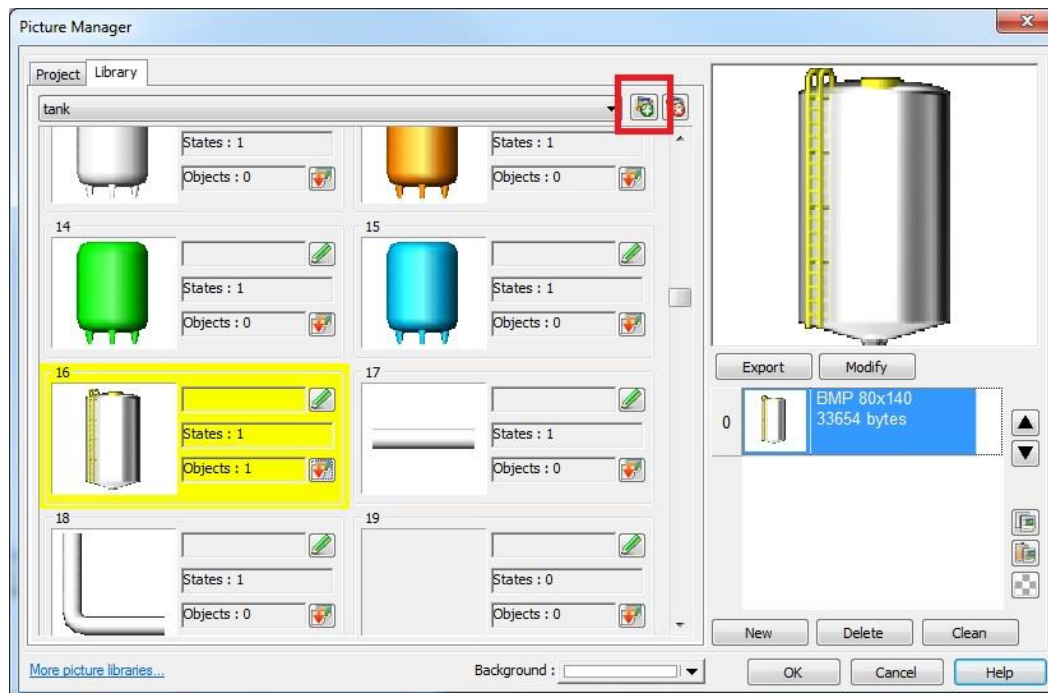 Picture Manager
x
Project Library
tank
States : 1
Objects : 0
States : 1
Objects : 0
14
States : 1
Objects : 0
15
States : 1
Objects : 0
16
States : 1
Objects : 1
17
States : 1
Objects : 0
18
States : 1
Objects : 0
19
States : 0
Objects : 0
Export Modify
0
BMP 80x140
33654 bytes
New Delete Clean
More picture libraries...
Background :
OK Cancel Help